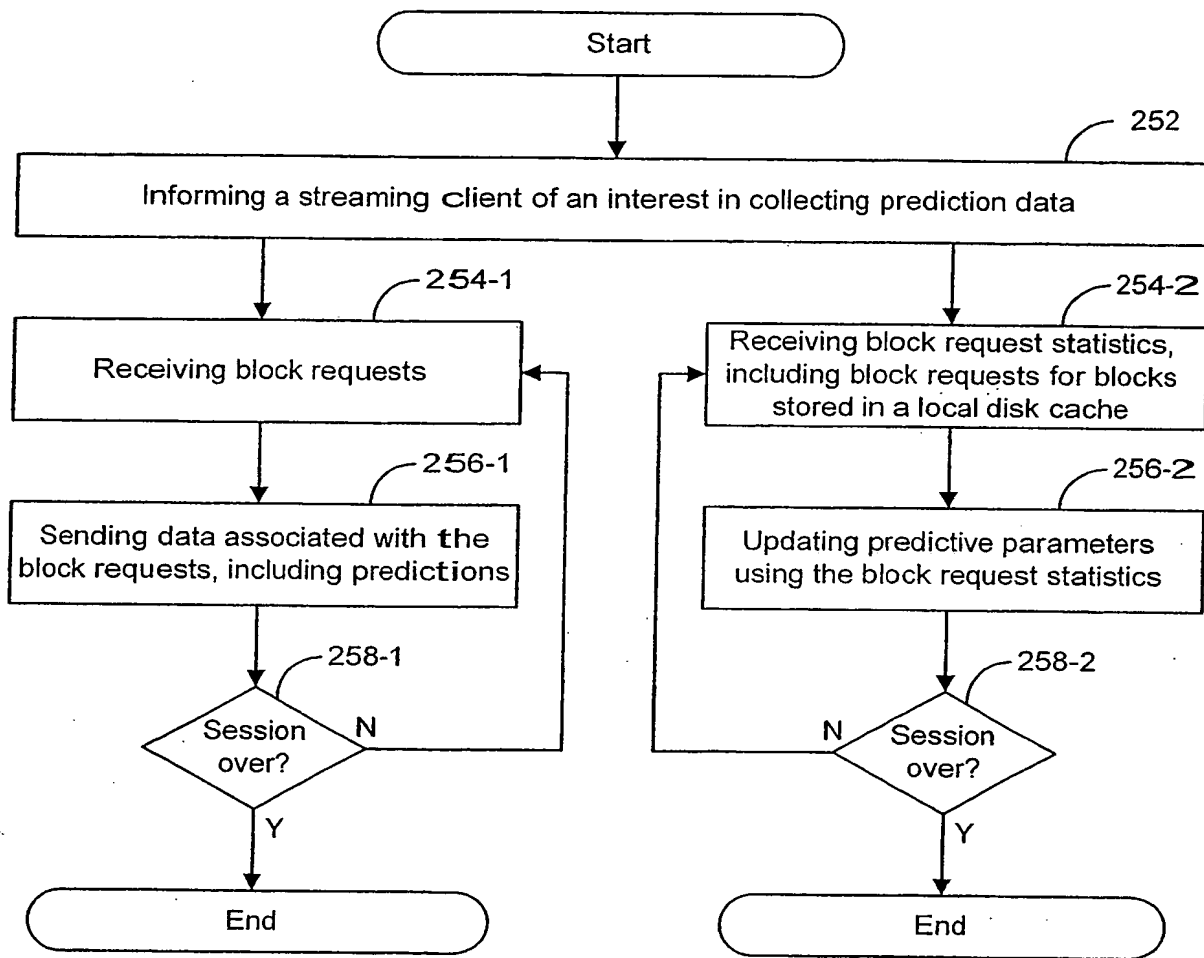 Start
252
Informing a streaming client of an interest in collecting prediction data
254-1
Receiving block requests
256-1
Sending data associated with the
block requests, including predictions
258-1
Session
over?
N
Y
End
254-2
Receiving block request statistics,
including block requests for blocks
stored in a local disk cache
256-2
Updating predictive parameters
using the block request statistics
258-2
Session
over?
N
Y
End